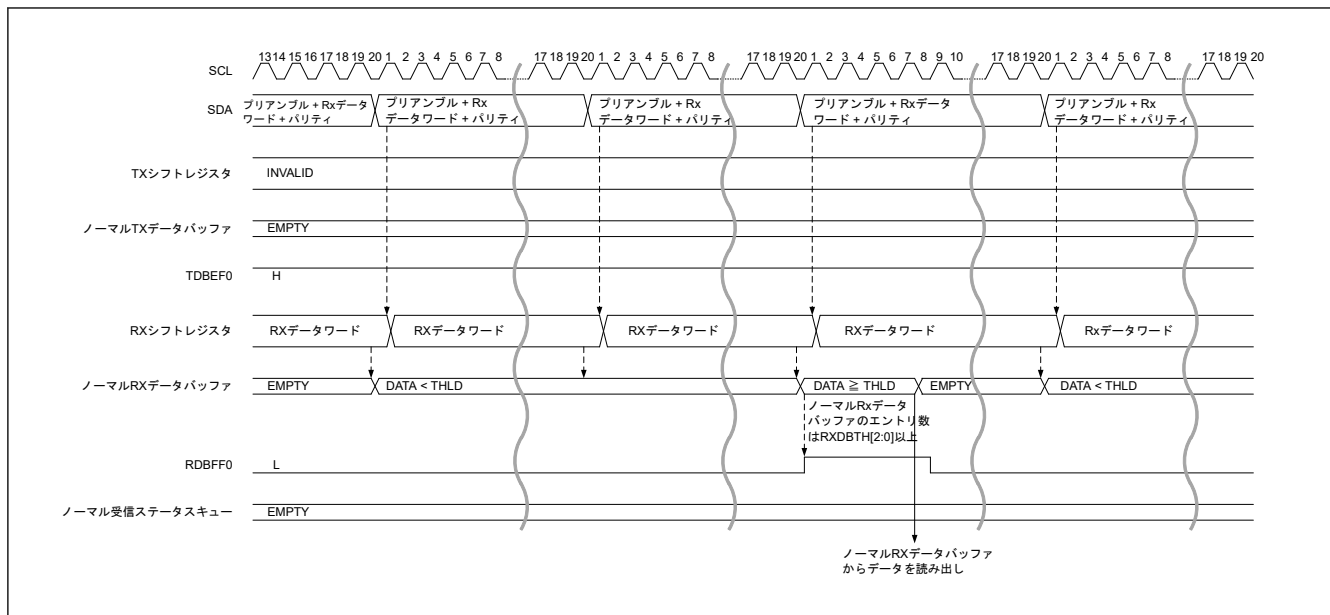 13 14 15 16 17 18 19 20 1 2 3 4 5 6 7 8 17 18 19 20 1 2 3 4 5 6 7 8 17 18 19 20 1 2 3 4 5 6 7 8 9 10 17 18 19 20 1 2 3 4 5 6 7 8 17 18 19 20
SCL
SDA
プリアンブル + Rxデータ
ワード + パリティ
プリアンブル + Rx
データワード + パリティ
プリアンブル + Rx
データワード + パリティ
プリアンブル + Rxデータ
ワード + パリティ
プリアンブル + Rx
データワード + パリティ
TXシフトレジスタ
INVALID
ノーマルTXデータバッファ
EMPTY
TDBEF0
H
RXシフトレジスタ
RXデータワード
RXデータワード
RXデータワード
RXデータワード
Rxデータワード
ノーマルRXデータバッファ
EMPTY
DATA < THLD
DATA ≧ THLD
EMPTY
DATA < THLD
ノーマルRxデータ
バッファのエントリ数
はRXDBTH[2:0]以上
RDBFF0
L
ノーマル受信ステータスキュー
EMPTY
ノーマルRXデータバッファ
からデータを読み出し